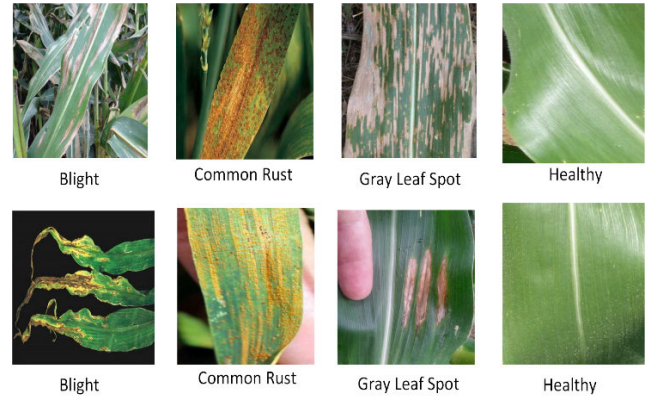 Blight
Common Rust
Gray Leaf Spot
Healthy
Blight
Common Rust
Gray Leaf Spot
Healthy